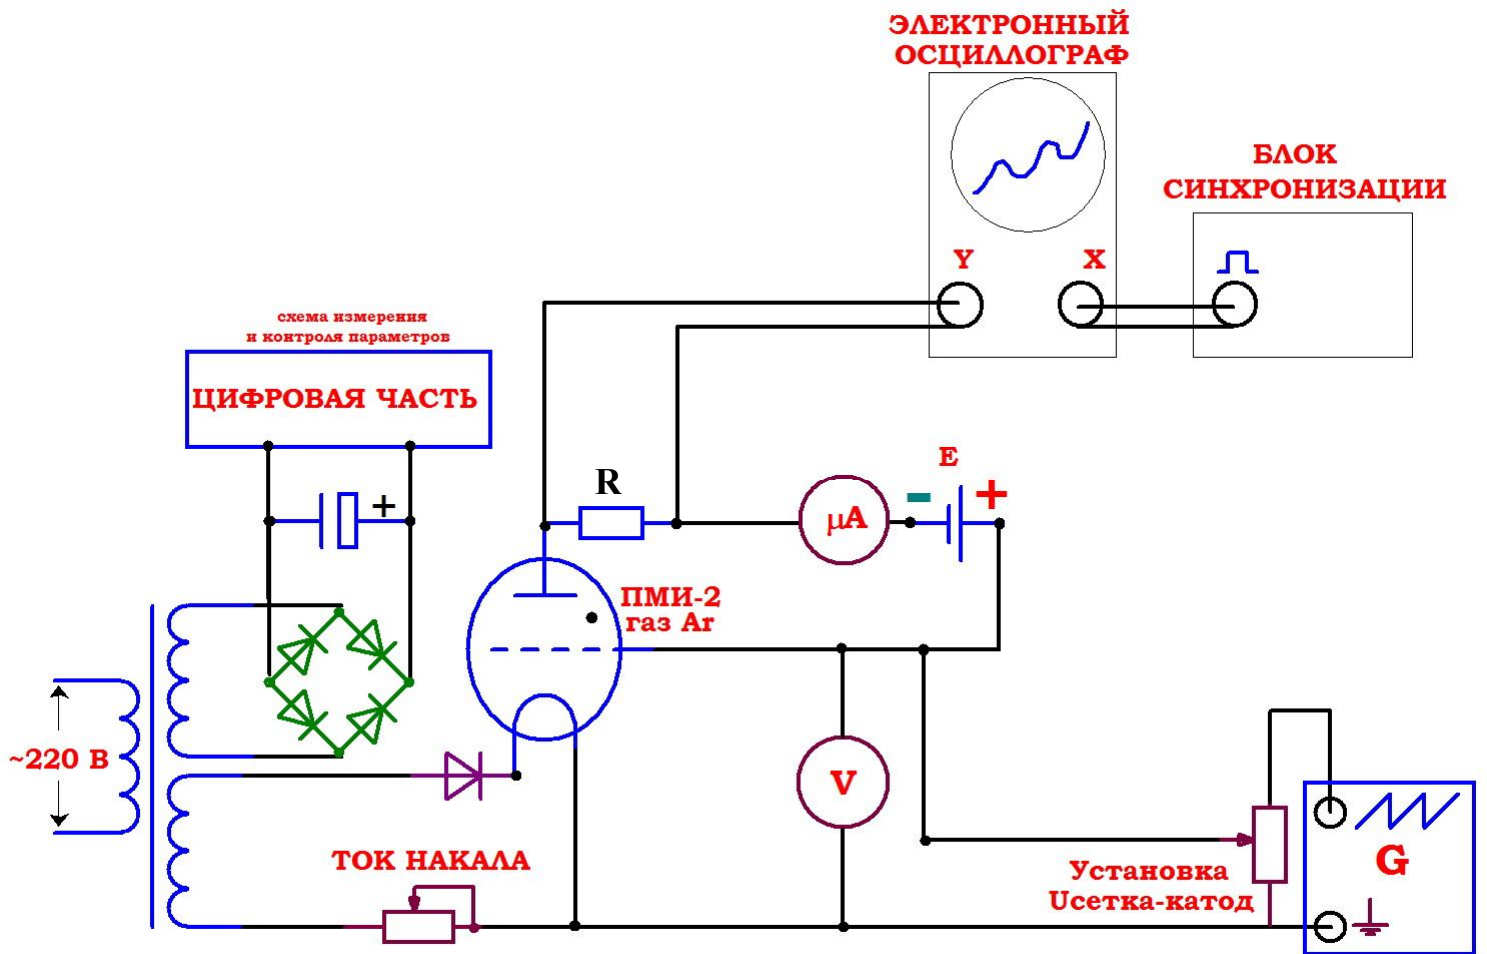 ЭЛЕКТРОННЫЙ
ОСЦИЛЛОГРАФ
БЛОК
СИНХРОНИЗАЦИИ
Y
X
схема измерения
и контроля параметров
ЦИФРОВАЯ ЧАСТЬ
+
R
μA
E
- +
ПМИ-2
газ Ar
~220 В
V
ТОК НАКАЛА
Установка
Uсетка-катод
G